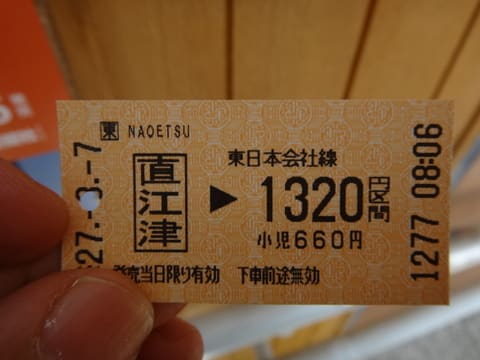 東 NAOETSU
直江津
東日本会社線
▶ 1320円区間
小児660円
発売当日限り有効 下車前途無効
27.-3.-7
1277 08:06